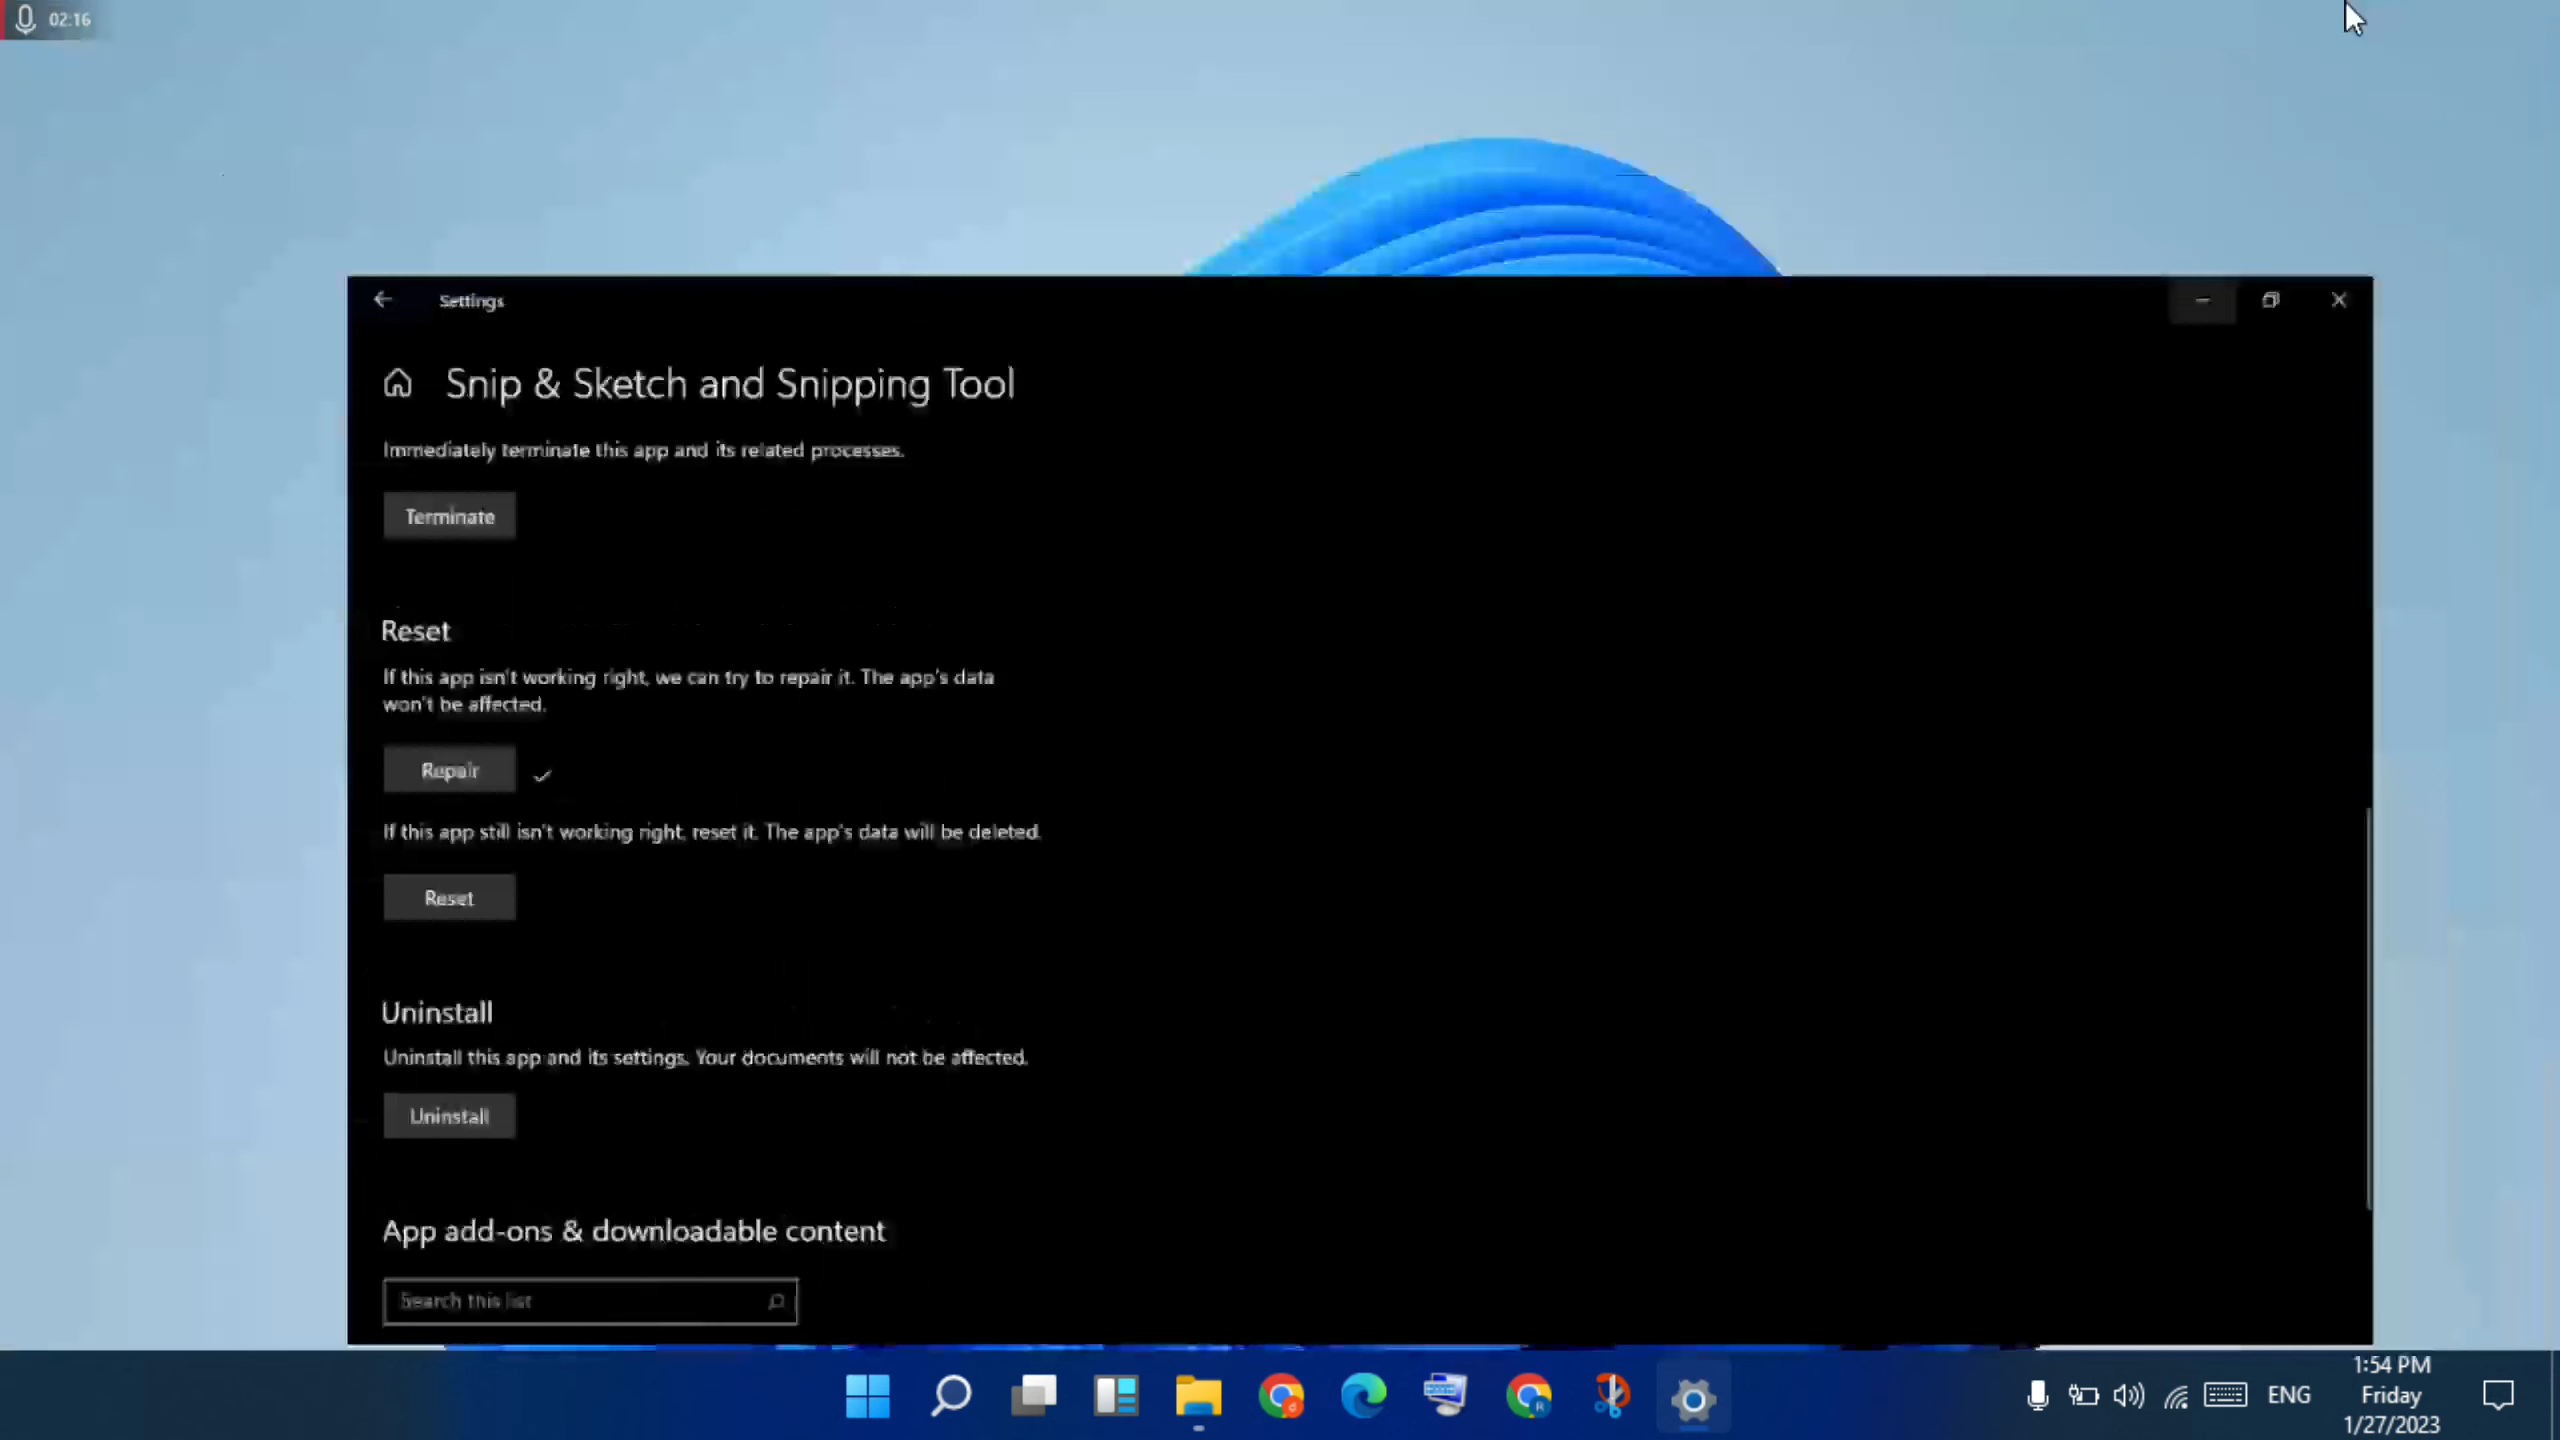 02:16
Settings
Snip & Sketch and Snipping Tool
Immediately terminate this app and its related processes.
Terminate
Reset
If this app isn't working right, we can try to repair it. The app's data
won't be affected.
Repair
If this app still isn't working right, reset it. The app's data will be deleted.
Reset
Uninstall
Uninstall this app and its settings. Your documents will not be affected.
Uninstall
App add-ons & downloadable content
Search this list
ENG
1:54 PM
Friday
1/27/2023